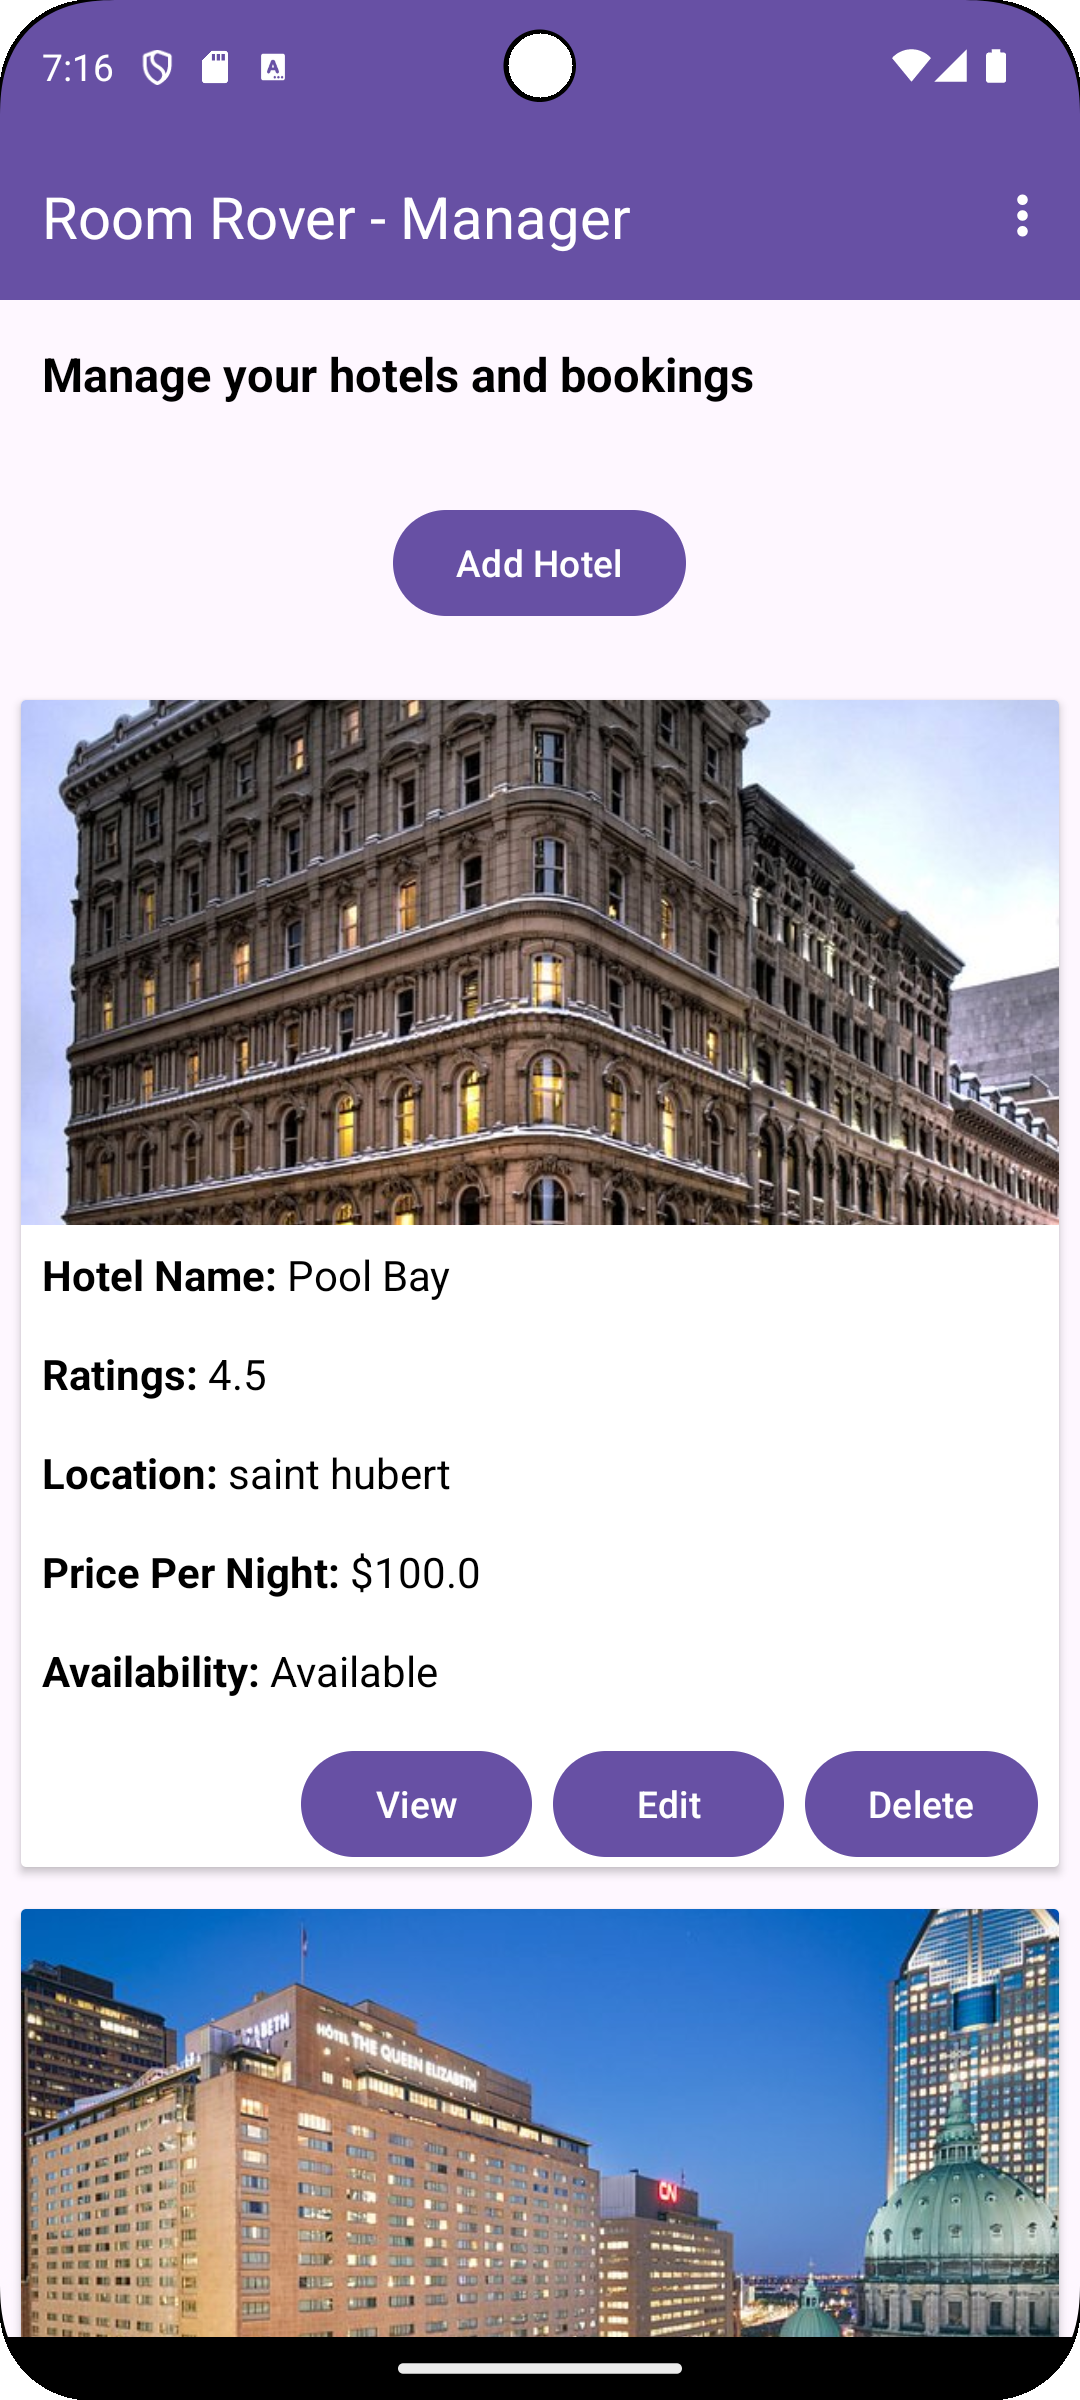 7:16
Room Rover - Manager
Manage your hotels and bookings
Add Hotel
Hotel Name: Pool Bay
Ratings: 4.5
Location: saint hubert
Price Per Night: $100.0
Availability: Available
View Edit Delete
HÔTEL THE QUEEN ELIZABETH
CN